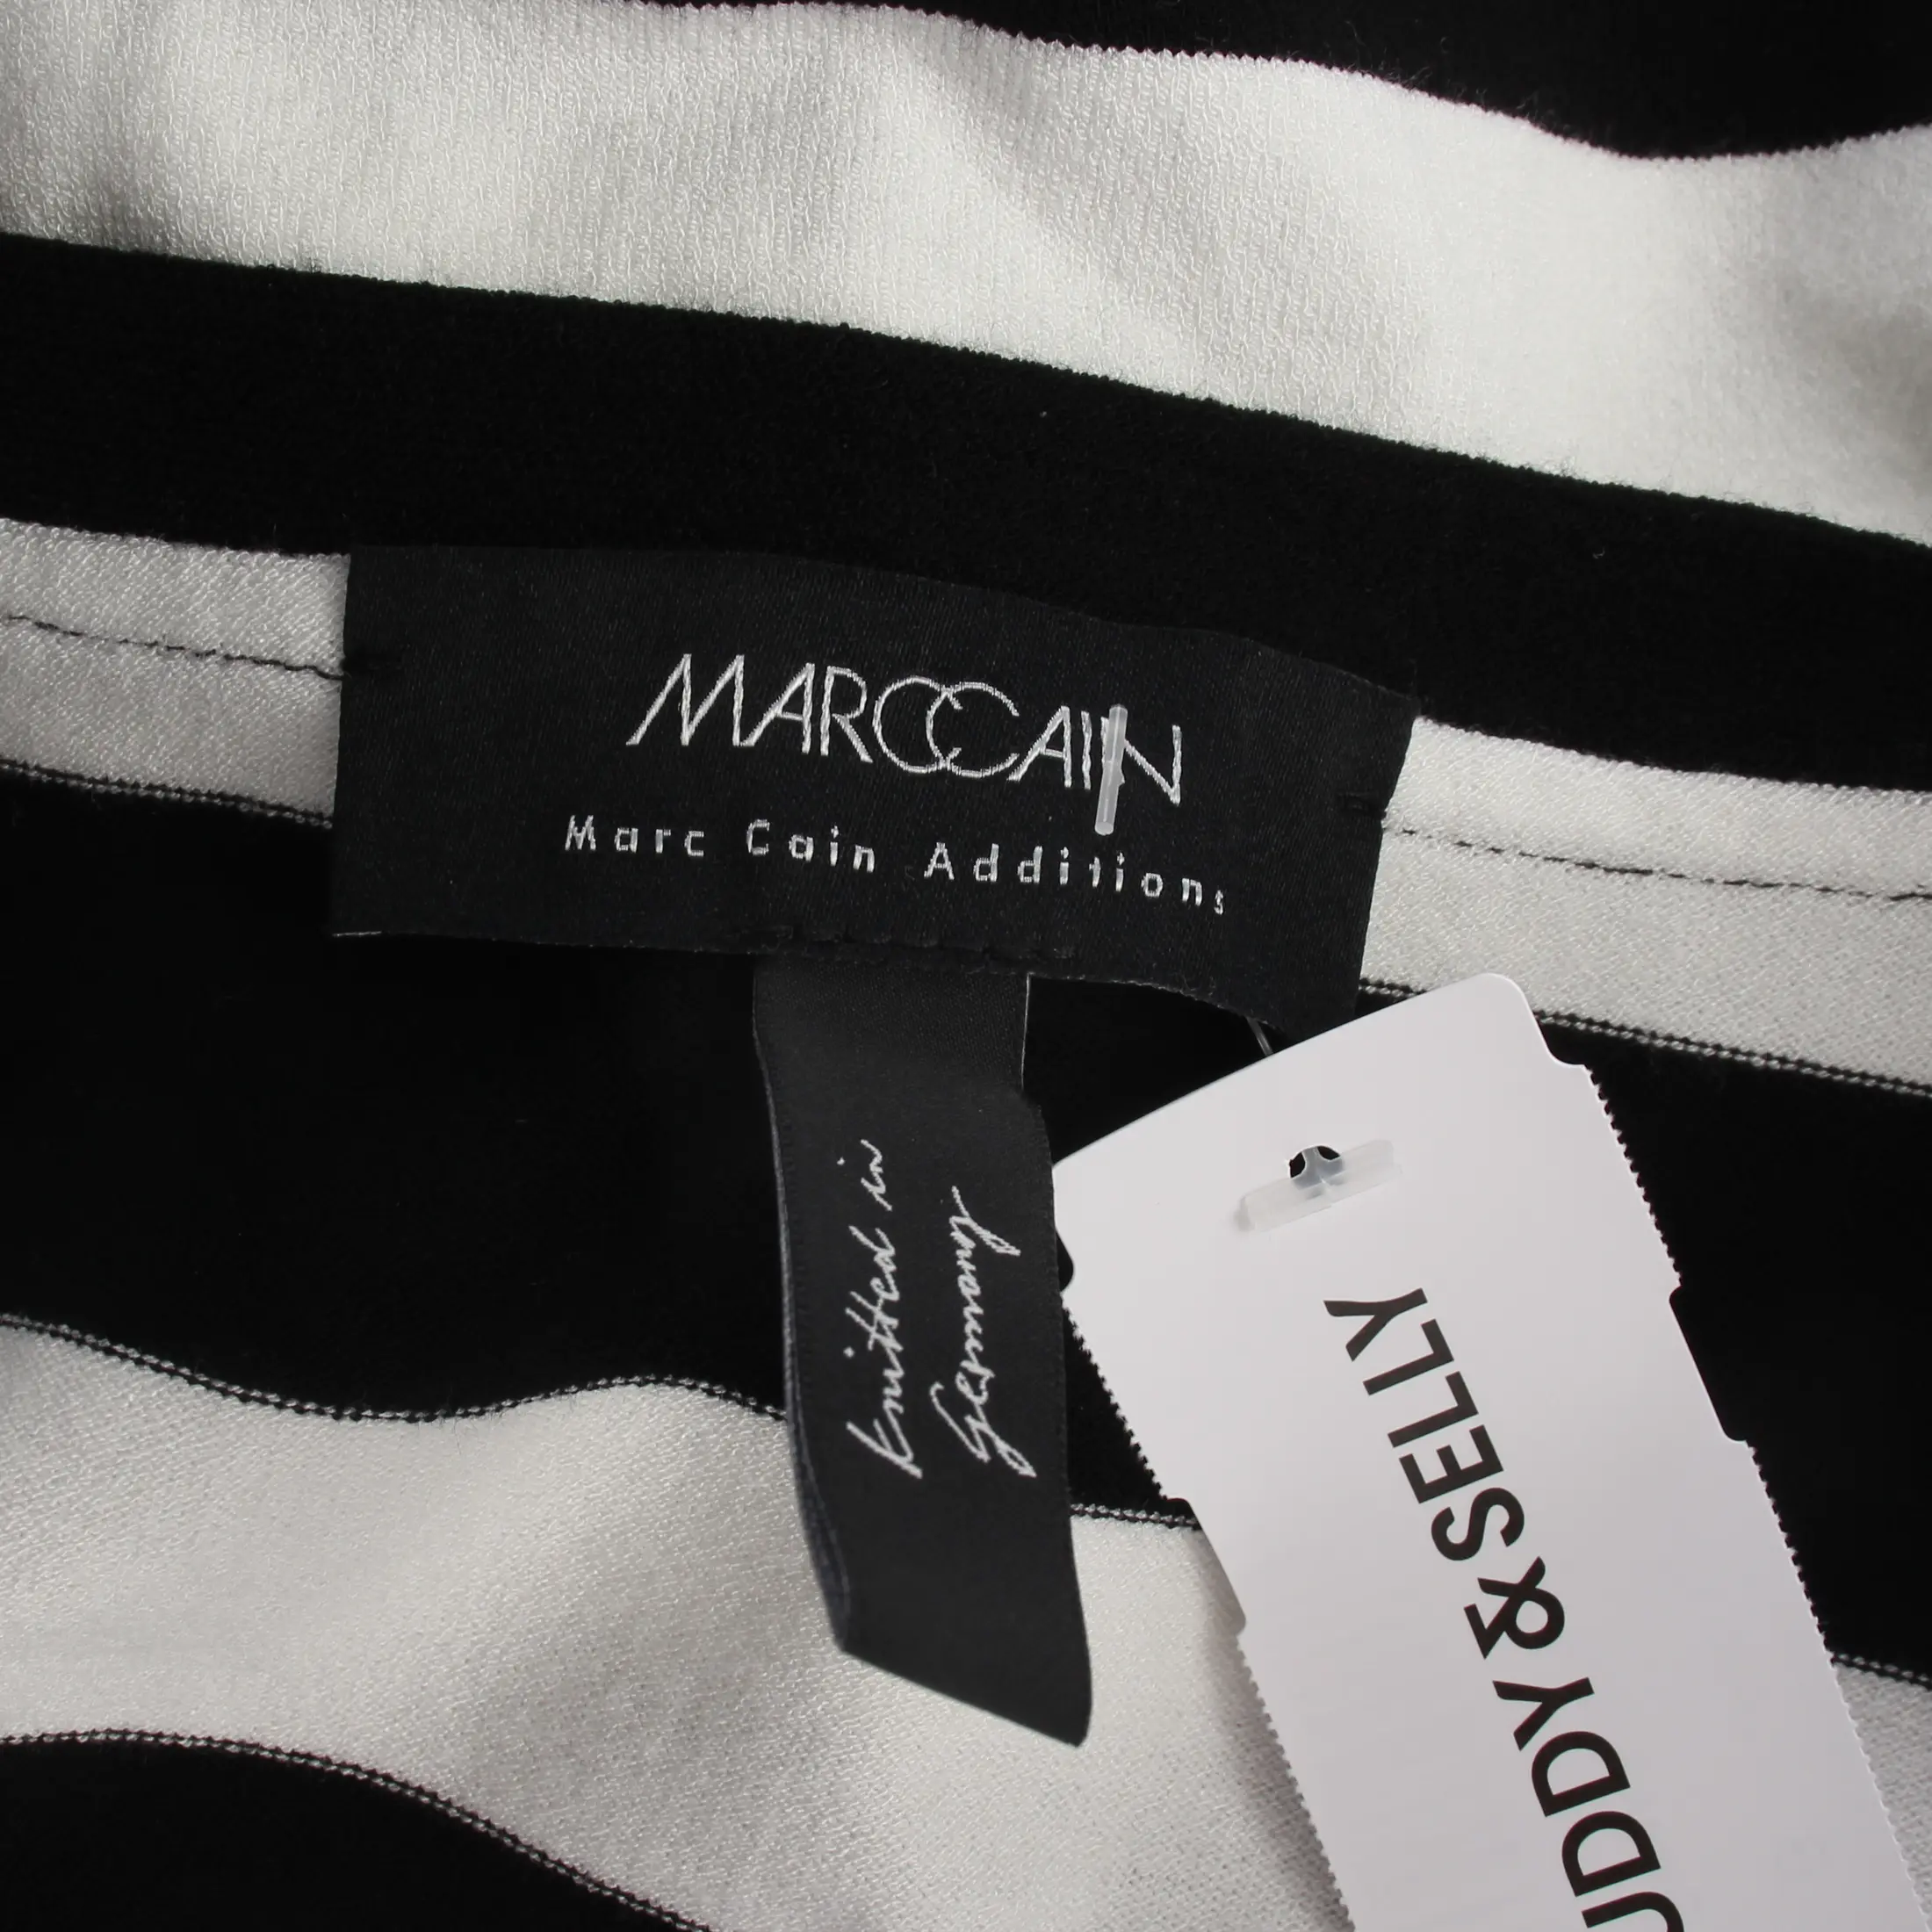 MARCCAIN
Marc Cain Additions
Knitted in
Germany
UDDY&SELLY